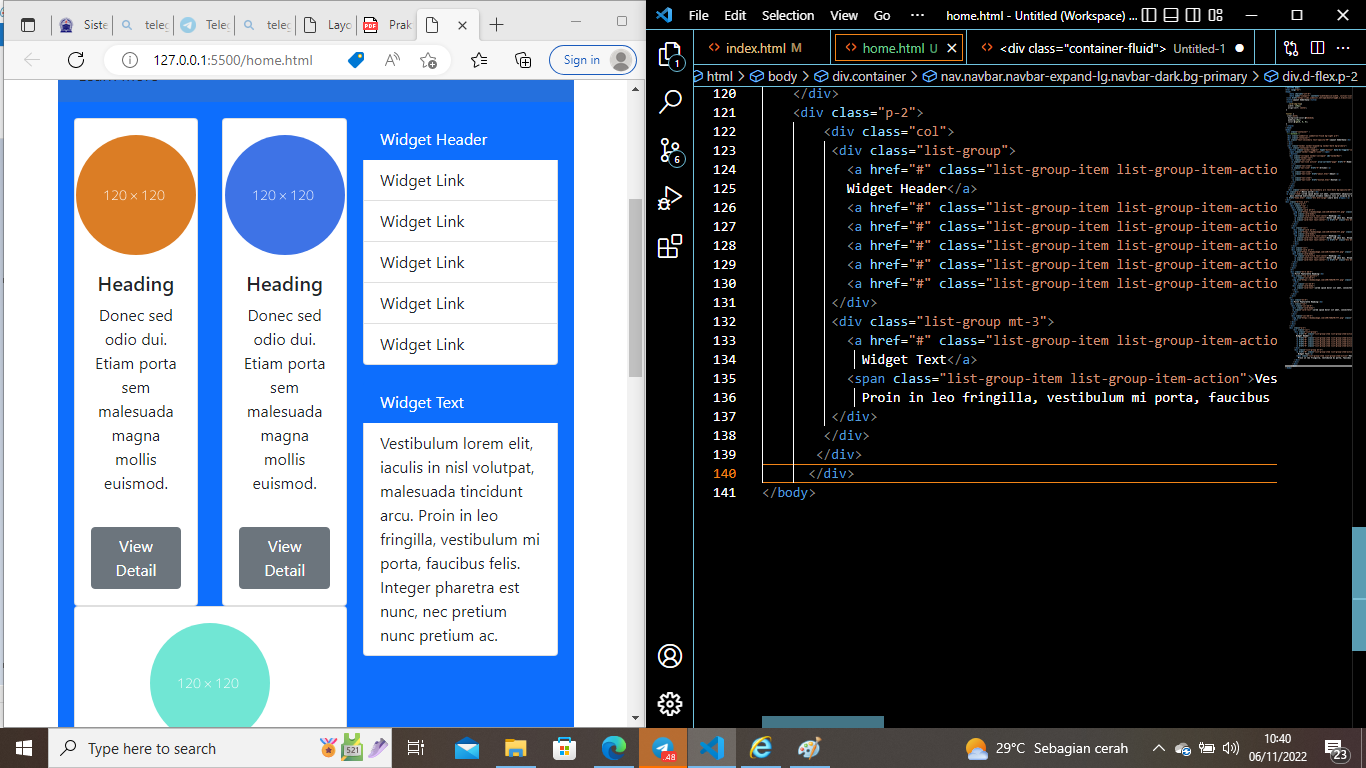 Siste
teleg
Teleg
teleg
Layo
PDF
Prak
127.0.0.1:5500/home.html
Sign in
Widget Header
Widget Link
Widget Link
Widget Link
Widget Link
Widget Link
120 × 120
120 × 120
Heading
Heading
Donec sed
odio dui.
Etiam porta
sem
malesuada
magna
mollis
euismod.
Donec sed
odio dui.
Etiam porta
sem
malesuada
magna
mollis
euismod.
View
Detail
View
Detail
120 × 120
Widget Text
Vestibulum lorem elit,
iaculis in nisl volutpat,
malesuada tincidunt
arcu. Proin in leo
fringilla, vestibulum mi
porta, faucibus felis.
Integer pharetra est
nunc, nec pretium
nunc pretium ac.
File Edit Selection View Go ··· home.html - Untitled (Workspace) ...
index.html M
home.html U
<div class="container-fluid"> Untitled-1
html > body > div.container > nav.navbar.navbar-expand-lg.navbar-dark.bg-primary > div.d-flex.p-2
1
6
120 </div>
121 <div class="p-2">
122 <div class="col">
123 <div class="list-group">
124 <a href="#" class="list-group-item list-group-item-actio
125 Widget Header</a>
126 <a href="#" class="list-group-item list-group-item-actio
127 <a href="#" class="list-group-item list-group-item-actio
128 <a href="#" class="list-group-item list-group-item-actio
129 <a href="#" class="list-group-item list-group-item-actio
130 <a href="#" class="list-group-item list-group-item-actio
131 </div>
132 <div class="list-group mt-3">
133 <a href="#" class="list-group-item list-group-item-actio
134 Widget Text</a>
135 <span class="list-group-item list-group-item-action">Ves
136 Proin in leo fringilla, vestibulum mi porta, faucibus
137 </div>
138 </div>
139 </div>
140 </div>
141 </body>
Type here to search
521
48
29°C Sebagian cerah
10:40
06/11/2022
23